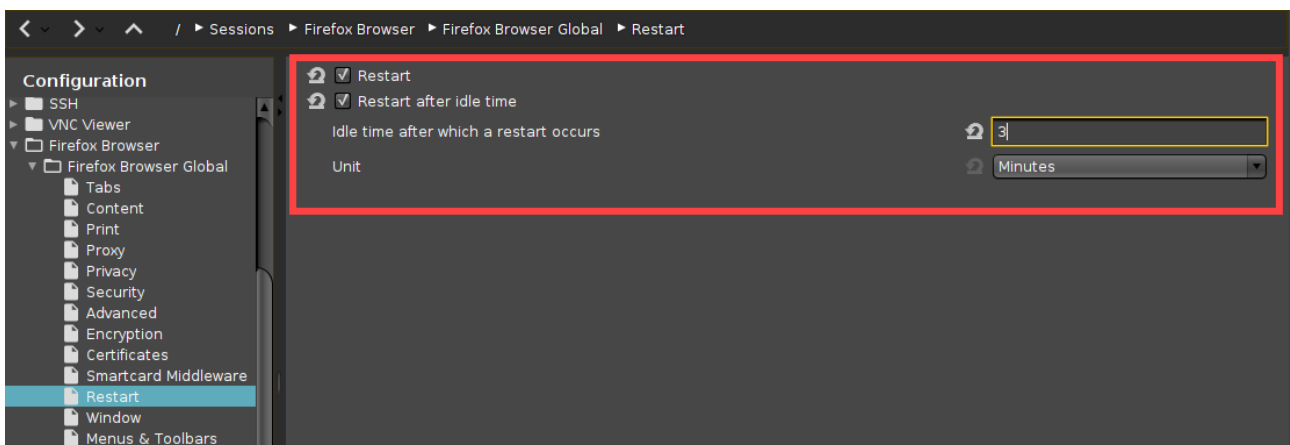 / Sessions Firefox Browser Firefox Browser Global Restart
Configuration
SSH
VNC Viewer
Firefox Browser
Firefox Browser Global
Tabs
Content
Print
Proxy
Privacy
Security
Advanced
Encryption
Certificates
Smartcard Middleware
Restart
Window
Menus & Toolbars
Restart
Restart after idle time
Idle time after which a restart occurs 3
Unit Minutes